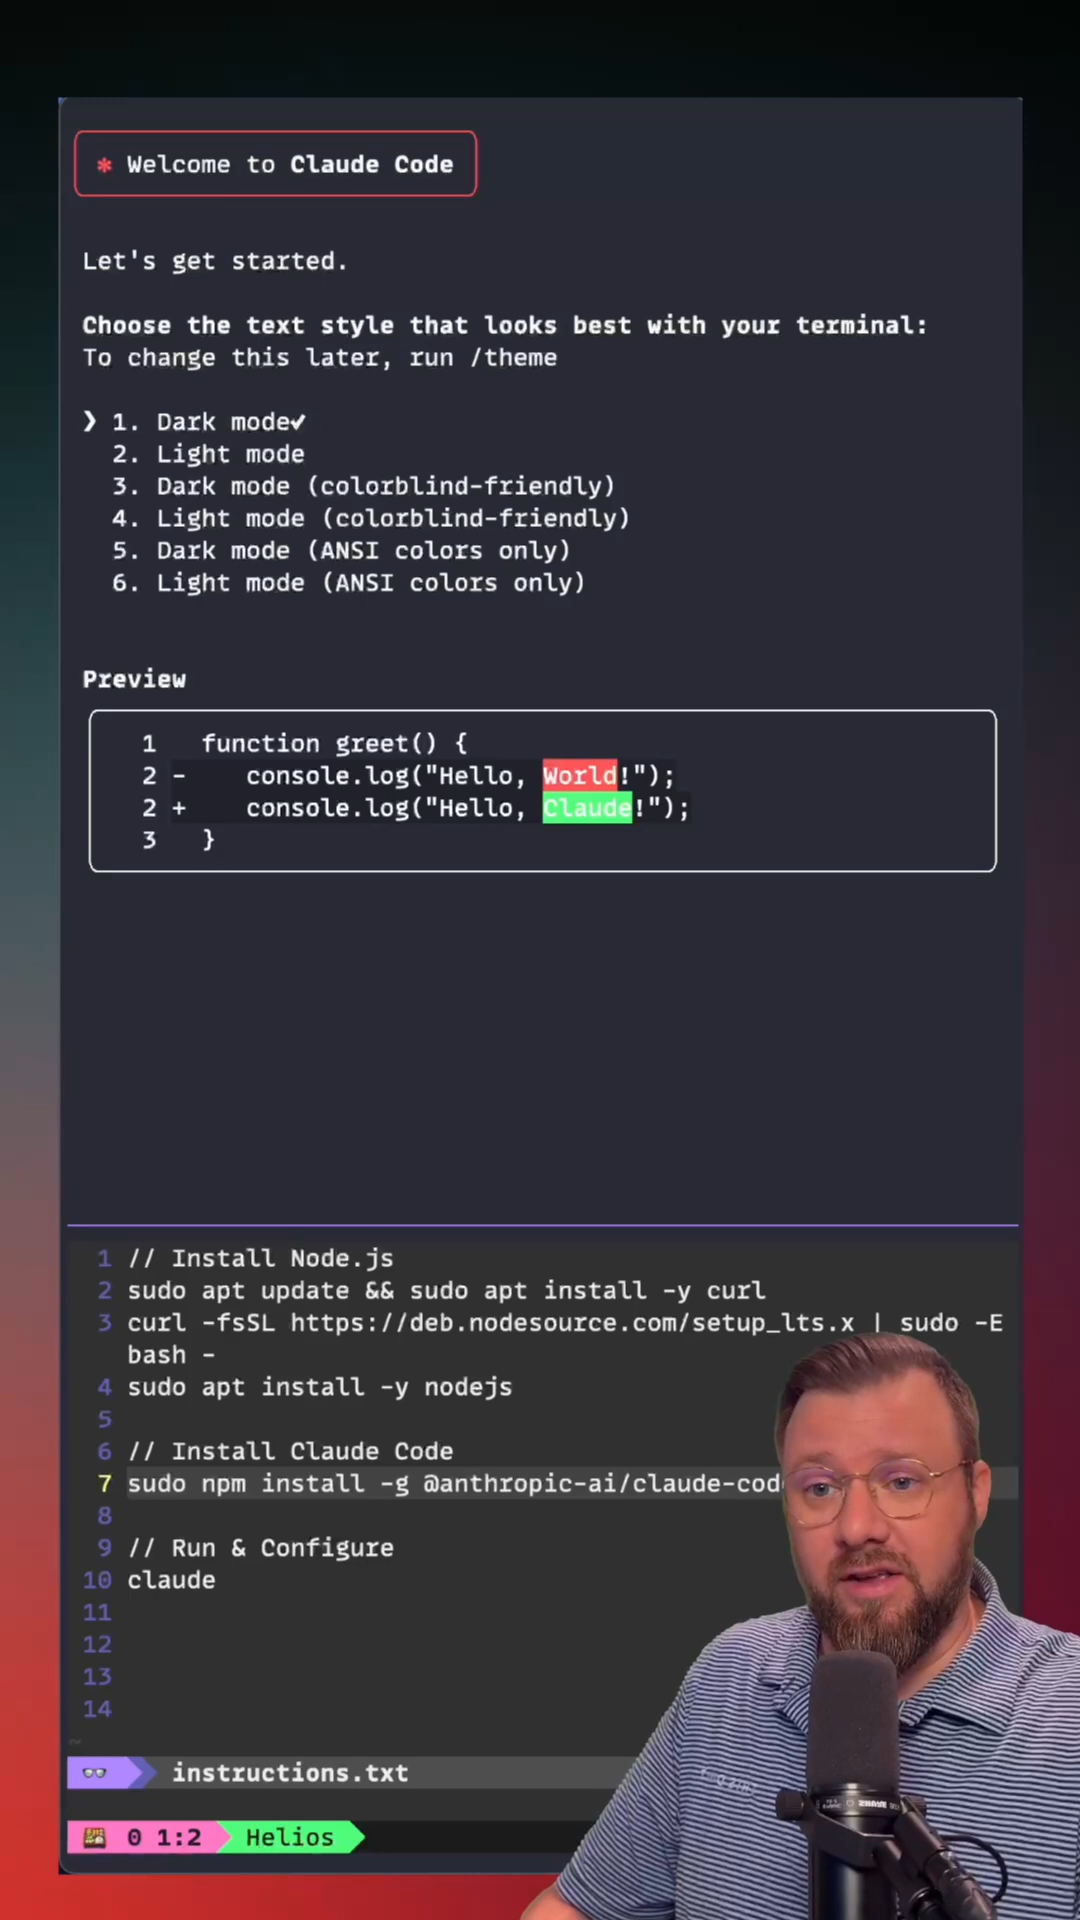 * Welcome to Claude Code
Let's get started.
Choose the text style that looks best with your terminal:
To change this later, run /theme
❯ 1. Dark mode✔
2. Light mode
3. Dark mode (colorblind-friendly)
4. Light mode (colorblind-friendly)
5. Dark mode (ANSI colors only)
6. Light mode (ANSI colors only)
Preview
1 function greet() {
2 - console.log("Hello, World!");
2 + console.log("Hello, Claude!");
3 }
1 // Install Node.js
2 sudo apt update && sudo apt install -y curl
3 curl -fsSL https://deb.nodesource.com/setup_lts.x | sudo -E
bash -
4 sudo apt install -y nodejs
5
6 // Install Claude Code
7 sudo npm install -g @anthropic-ai/claude-cod
8
9 // Run & Configure
10 claude
11
12
13
14
~
instructions.txt
0 1:2 Helios